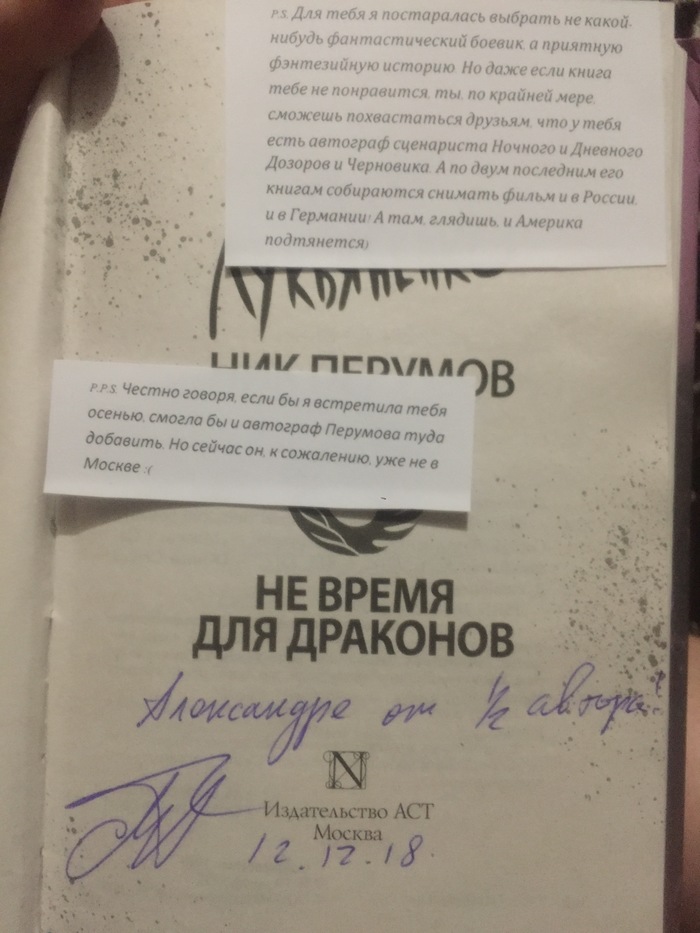 P.S. Для тебя я постаралась выбрать не какой-
нибудь фантастический боевик, а приятную
фэнтезийную историю. Но даже если книга
тебе не понравится, ты, по крайней мере,
сможешь похвастаться друзьям, что у тебя
есть автограф сценариста Ночного и Дневного
Дозоров и Черновика. А по двум последним его
книгам собираются снимать фильм и в России,
и в Германии! А там, глядишь, и Америка
подтянется)
Лукьяненко
НИК ПЕРУМОВ
P.P.S. Честно говоря, если бы я встретила тебя
осенью, смогла бы и автограф Перумова туда
добавить. Но сейчас он, к сожалению, уже не в
Москве :(
НЕ ВРЕМЯ
ДЛЯ ДРАКОНОВ
Александре от 1/2 автора!
N
Издательство АСТ
Москва
12.12.18.